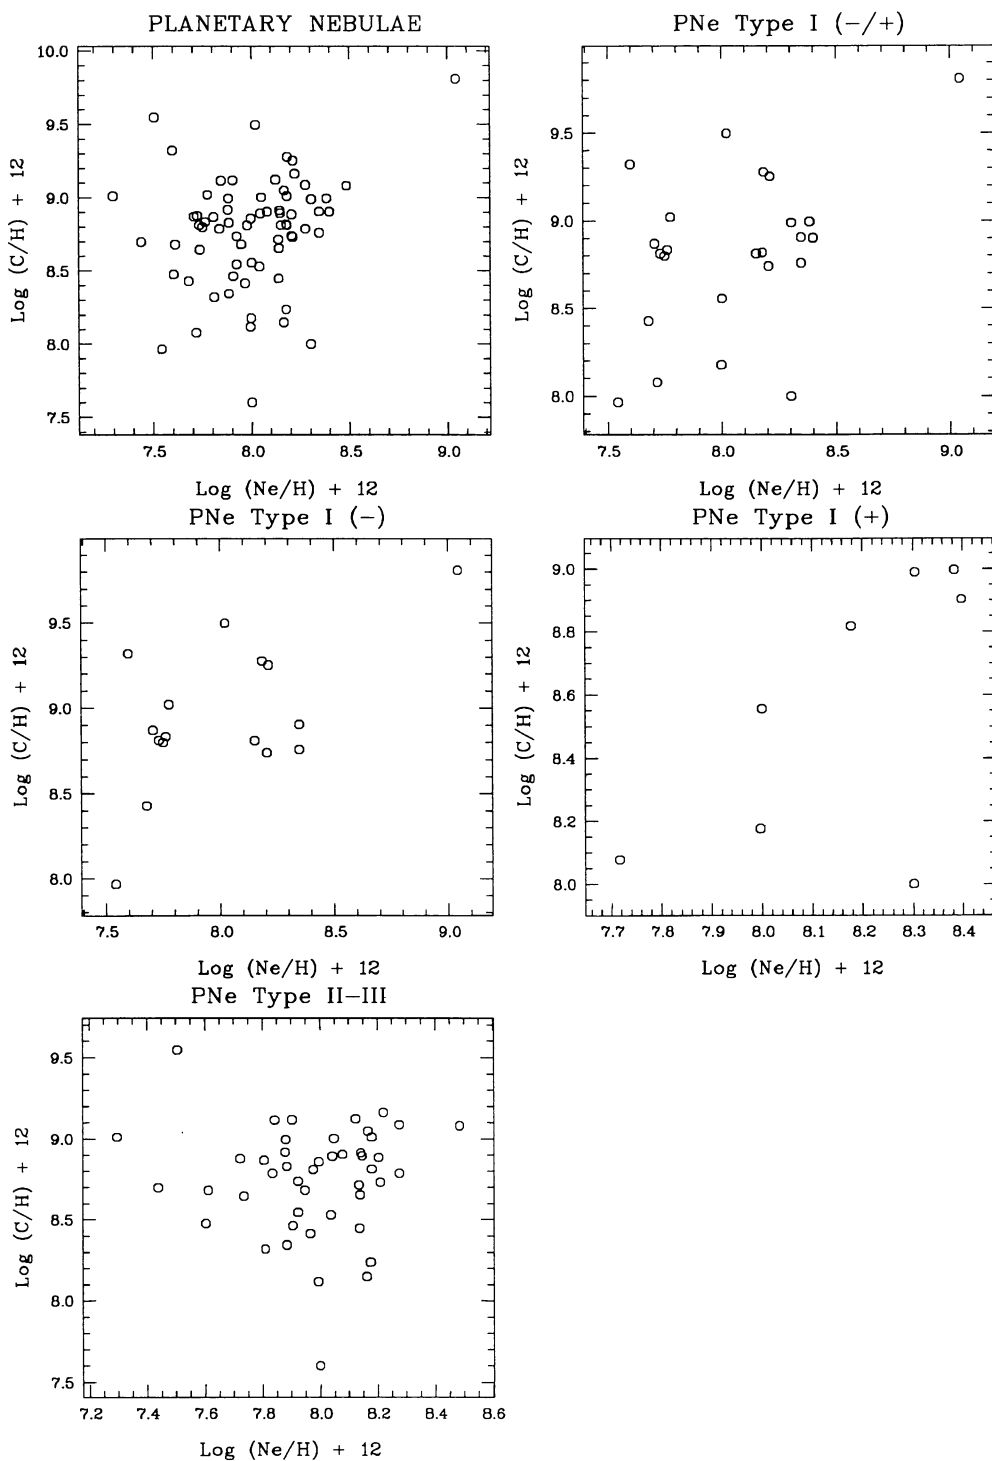 PLANETARY NEBULAE
10.0
9.5
9.0
8.5
8.0
7.5
Log (C/H) + 12
7.5 8.0 8.5 9.0
Log (Ne/H) + 12
PNe Type I (−/+)
9.5
9.0
8.5
8.0
Log (C/H) + 12
7.5 8.0 8.5 9.0
Log (Ne/H) + 12
PNe Type I (−)
9.5
9.0
8.5
8.0
Log (C/H) + 12
7.5 8.0 8.5 9.0
Log (Ne/H) + 12
PNe Type I (+)
9.0
8.8
8.6
8.4
8.2
8.0
Log (C/H) + 12
7.7 7.8 7.9 8.0 8.1 8.2 8.3 8.4
Log (Ne/H) + 12
PNe Type II−III
9.5
9.0
8.5
8.0
7.5
Log (C/H) + 12
7.2 7.4 7.6 7.8 8.0 8.2 8.4 8.6
Log (Ne/H) + 12